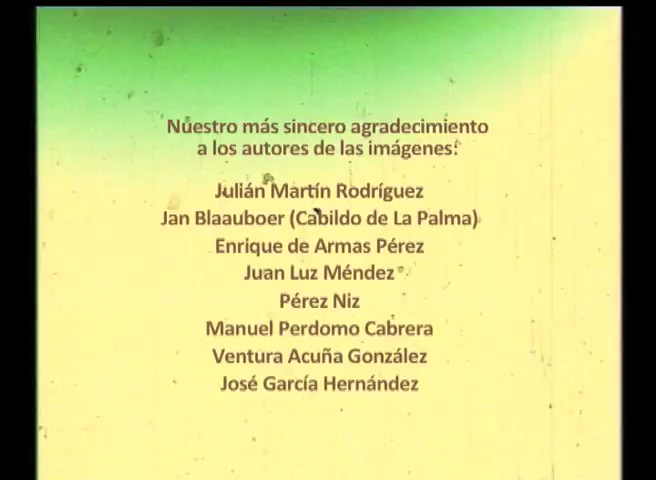 Nuestro más sincero agradecimiento
a los autores de las imágenes:
Julián Martín Rodríguez
Jan Blaauboer (Cabildo de La Palma)
Enrique de Armas Pérez
Juan Luz Méndez
Pérez Niz
Manuel Perdomo Cabrera
Ventura Acuña González
José García Hernández